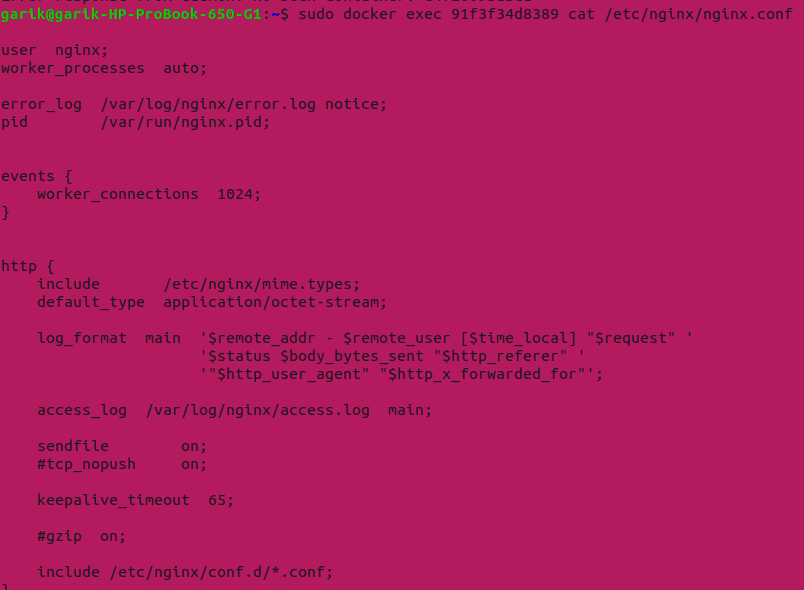 garik@garik-HP-ProBook-650-G1:~$ sudo docker exec 91f3f34d8389 cat /etc/nginx/nginx.conf
user  nginx;
worker_processes  auto;
error_log  /var/log/nginx/error.log notice;
pid        /var/run/nginx.pid;
events {
    worker_connections  1024;
}
http {
    include       /etc/nginx/mime.types;
    default_type  application/octet-stream;
    log_format  main  '$remote_addr - $remote_user [$time_local] "$request" '
                      '$status $body_bytes_sent "$http_referer" '
                      '"$http_user_agent" "$http_x_forwarded_for"';
    access_log  /var/log/nginx/access.log  main;
    sendfile        on;
    #tcp_nopush     on;
    keepalive_timeout  65;
    #gzip  on;
    include /etc/nginx/conf.d/*.conf;
}